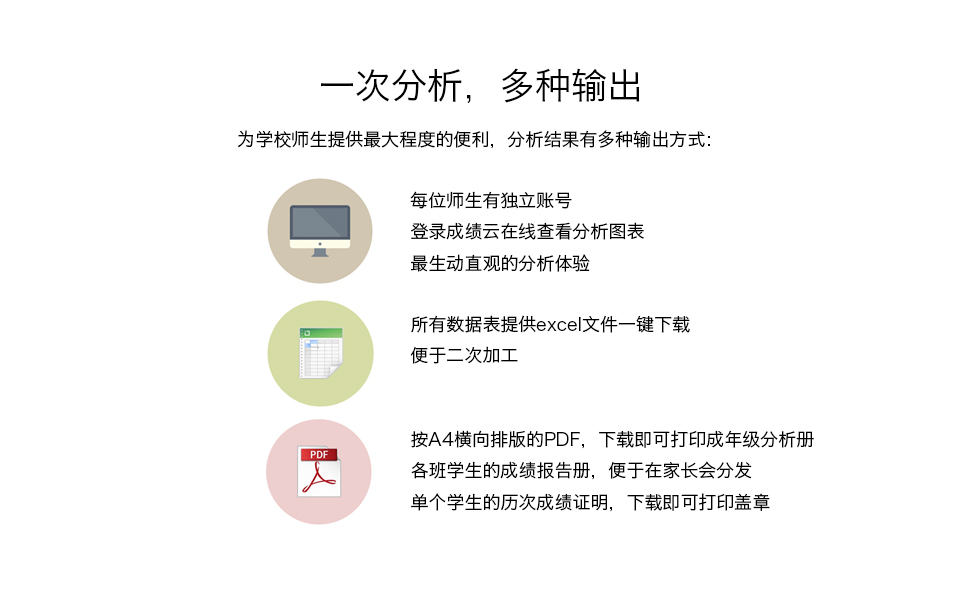 一次分析，多种输出
为学校师生提供最大程度的便利，分析结果有多种输出方式：
每位师生有独立账号
登录成绩云在线查看分析图表
最生动直观的分析体验
所有数据表提供excel文件一键下载
便于二次加工
PDF
按A4横向排版的PDF，下载即可打印成年级分析册
各班学生的成绩报告册，便于在家长会分发
单个学生的历次成绩证明，下载即可打印盖章